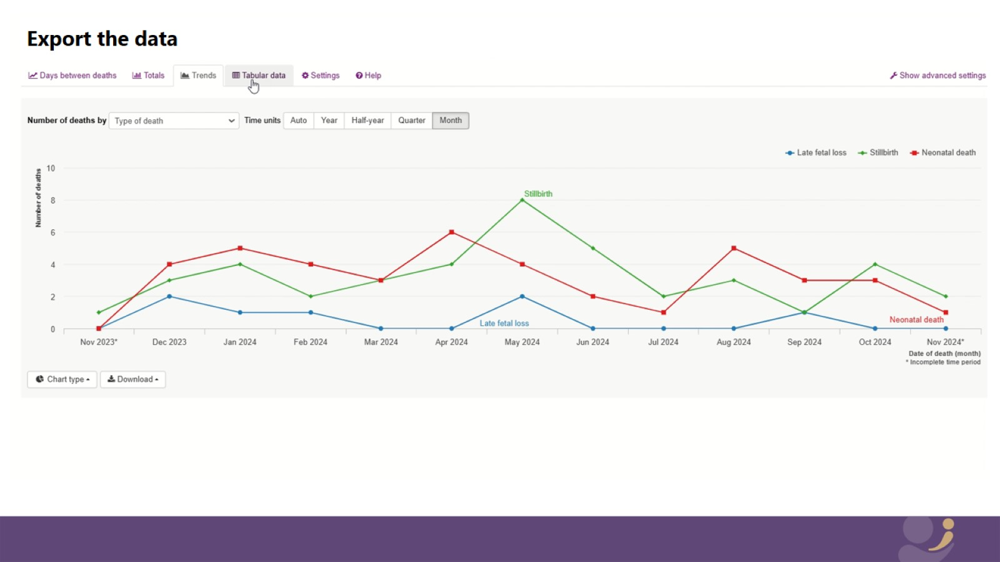 Export the data
Days between deaths Totals Trends Tabular data Settings Help Show advanced settings
Number of deaths by Type of death Time units Auto Year Half-year Quarter Month
Late fetal loss Stillbirth Neonatal death
Number of deaths
10
8
6
4
2
0
Stillbirth
Late fetal loss
Neonatal death
Nov 2023* Dec 2023 Jan 2024 Feb 2024 Mar 2024 Apr 2024 May 2024 Jun 2024 Jul 2024 Aug 2024 Sep 2024 Oct 2024 Nov 2024*
Date of death (month)
* Incomplete time period
Chart type Download